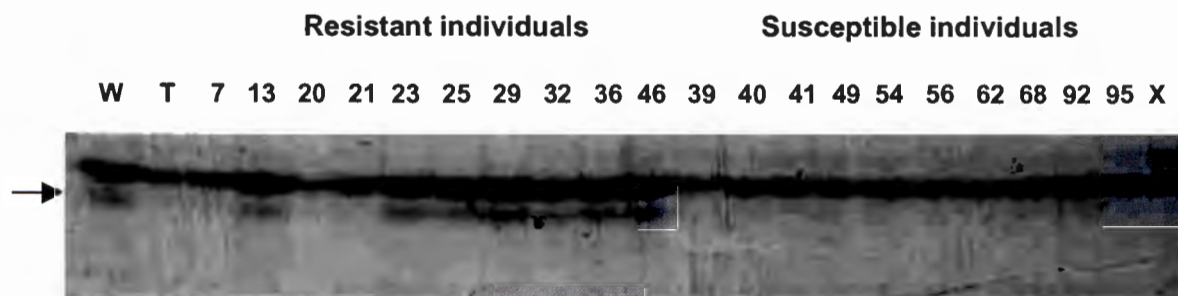 Resistant individuals Susceptible individuals
W T 7 13 20 21 23 25 29 32 36 46 39 40 41 49 54 56 62 68 92 95 X